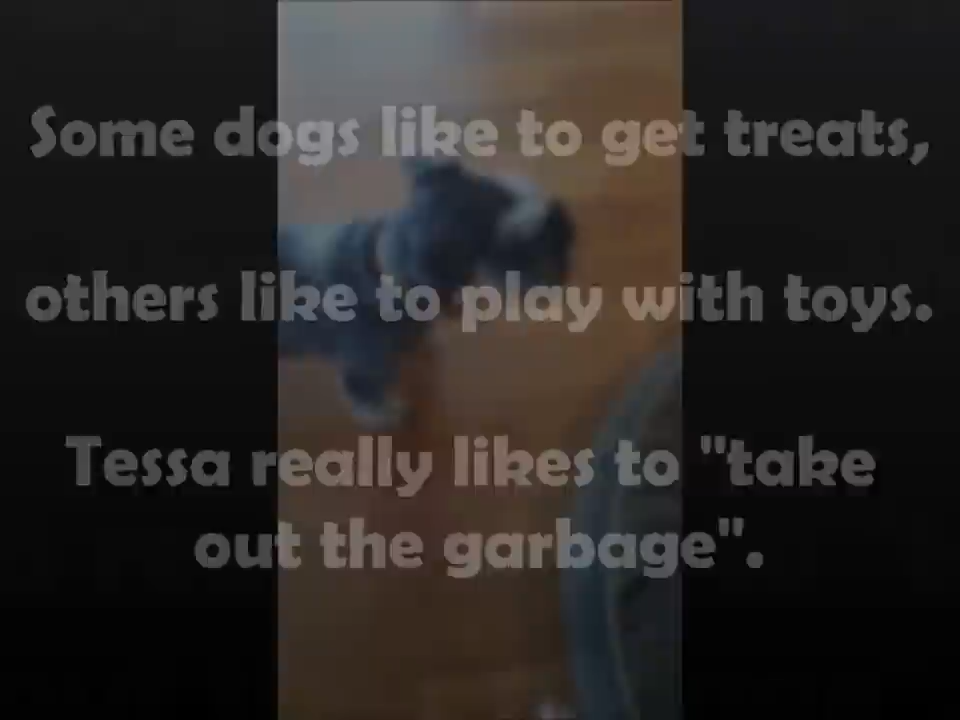 Some dogs like to get treats,
others like to play with toys.
Tessa really likes to "take
out the garbage".